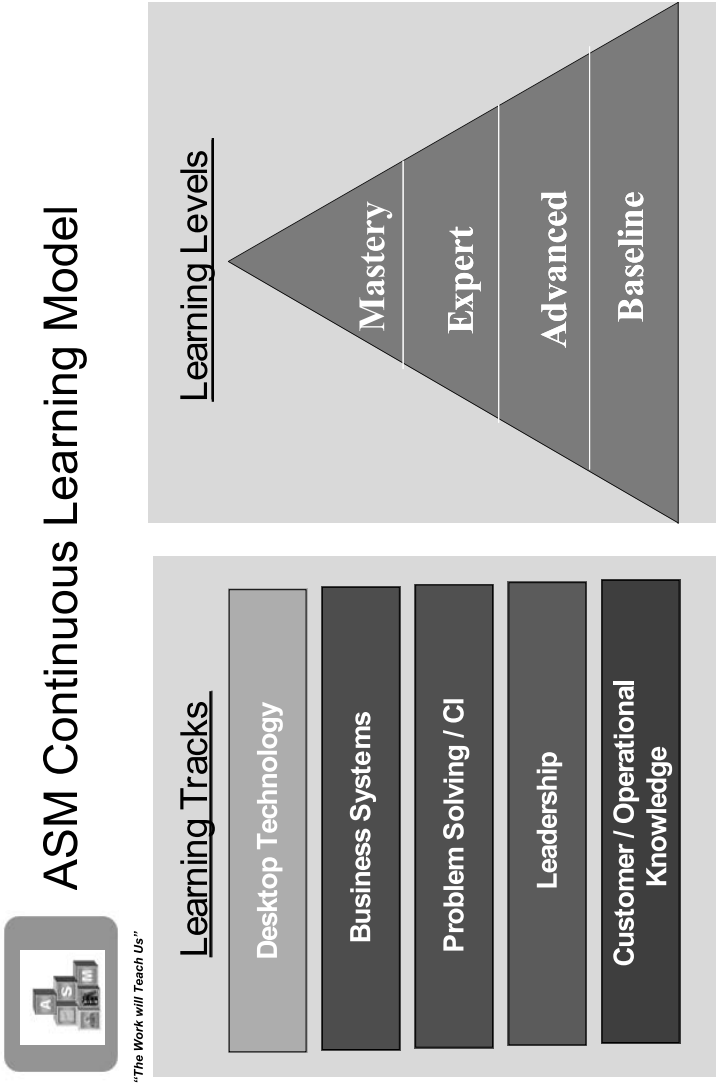 ASM Continuous Learning Model
A
S
M
“The Work will Teach Us”
Learning Tracks
Desktop Technology
Business Systems
Problem Solving / CI
Leadership
Customer / Operational
Knowledge
Learning Levels
Mastery
Expert
Advanced
Baseline